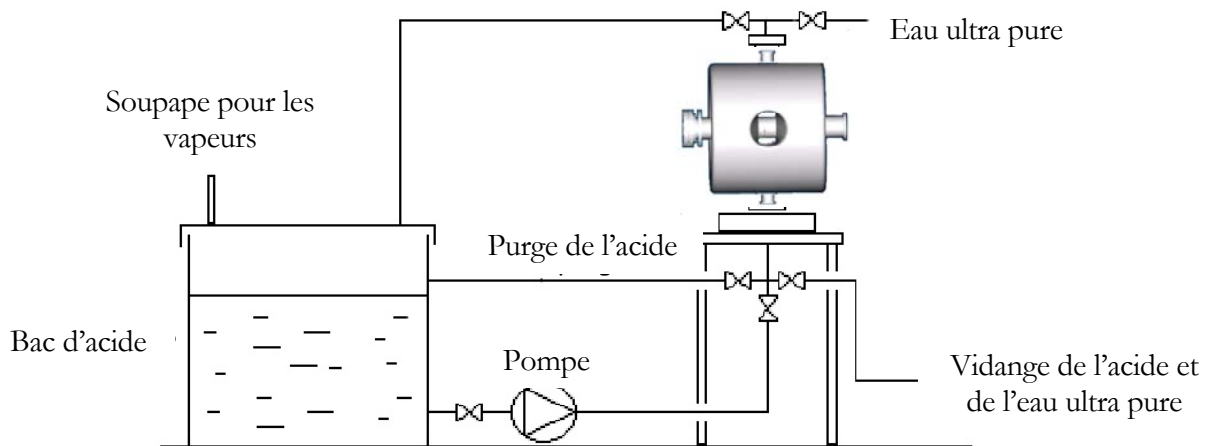 Eau ultra pure
Soupape pour les
vapeurs
Purge de l'acide
Bac d'acide
Pompe
Vidange de l'acide et
de l'eau ultra pure